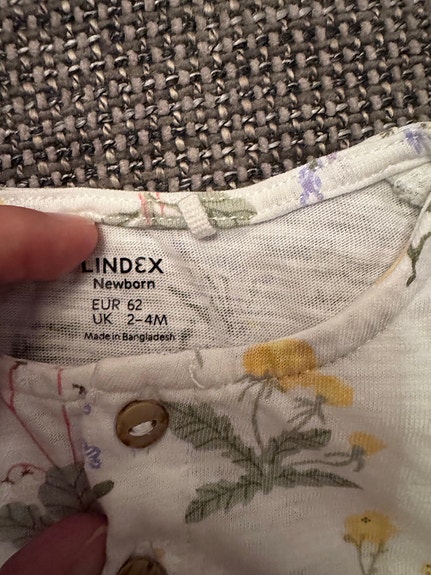 LINDEX
Newborn
EUR 62
UK 2-4M
Made in Bangladesh